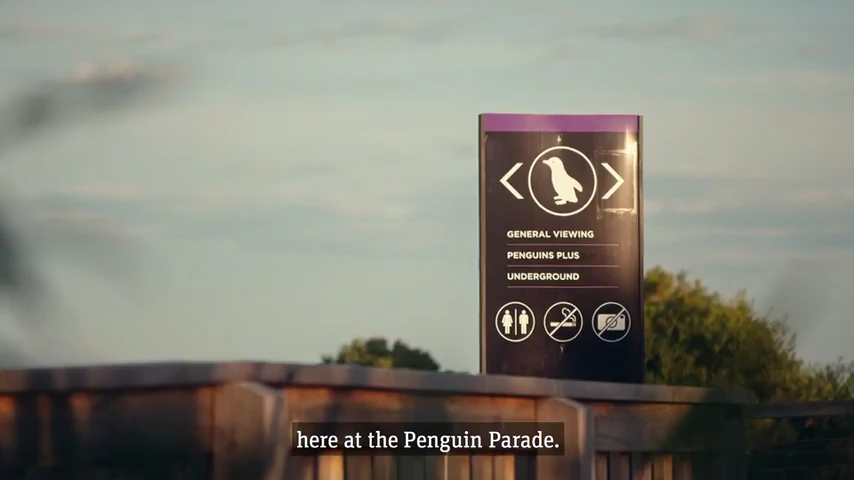 GENERAL VIEWING
PENGUINS PLUS
UNDERGROUND
here at the Penguin Parade.